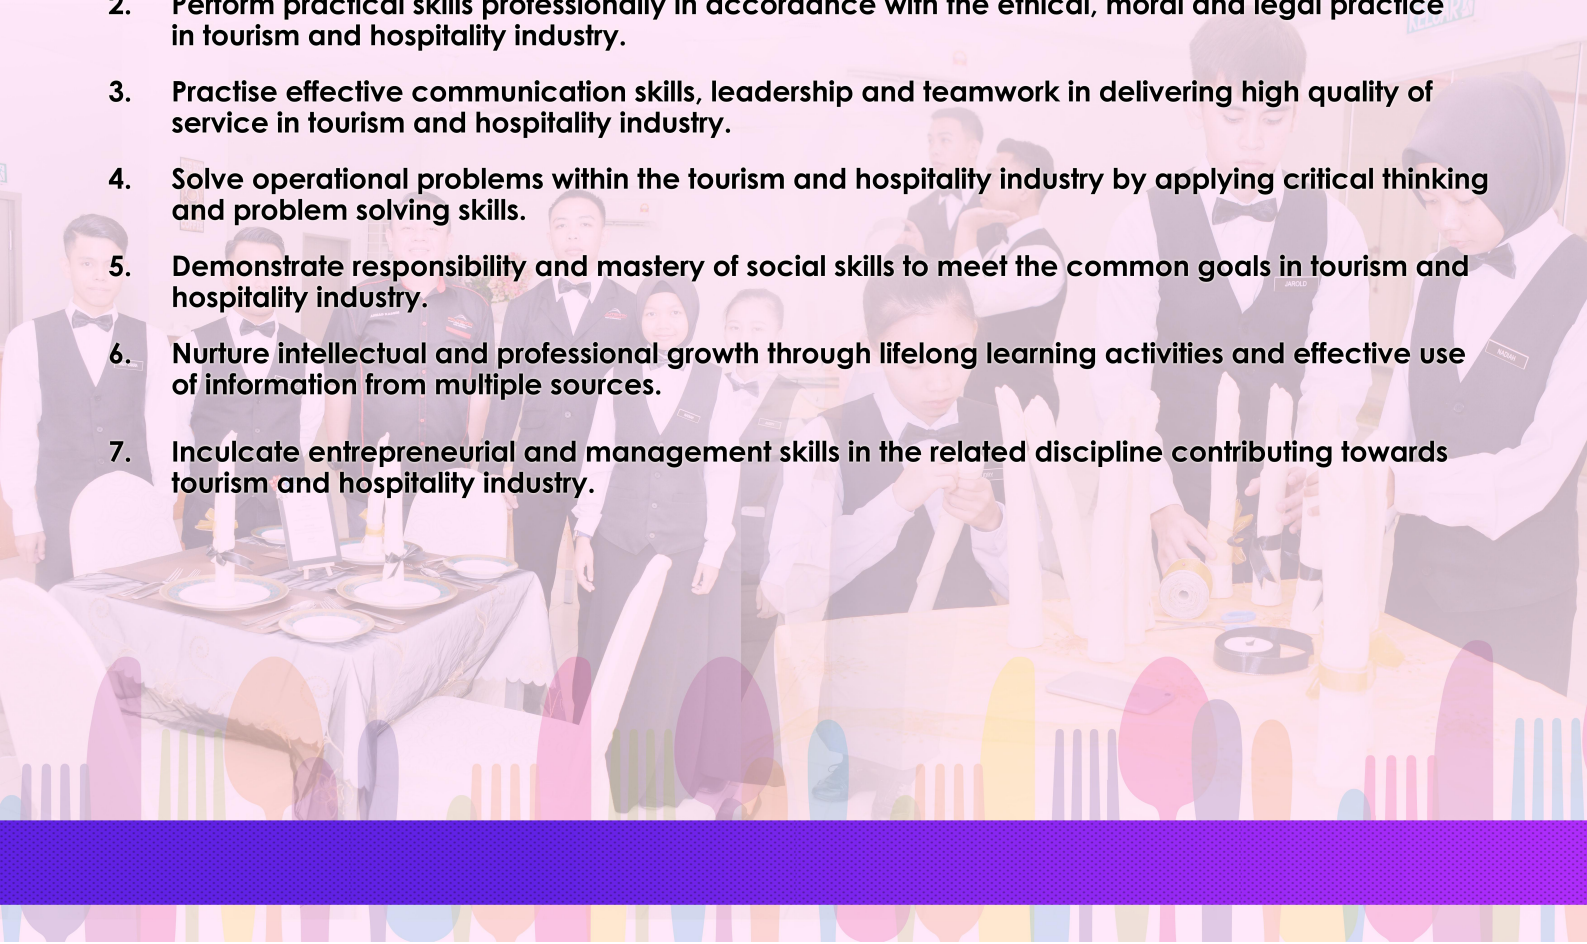 2. Perform practical skills professionally in accordance with the ethical, moral and legal practice
in tourism and hospitality industry.
3. Practise effective communication skills, leadership and teamwork in delivering high quality of
service in tourism and hospitality industry.
4. Solve operational problems within the tourism and hospitality industry by applying critical thinking
and problem solving skills.
5. Demonstrate responsibility and mastery of social skills to meet the common goals in tourism and
hospitality industry.
JAROLD
6. Nurture intellectual and professional growth through lifelong learning activities and effective use
of information from multiple sources.
7. Inculcate entrepreneurial and management skills in the related discipline contributing towards
tourism and hospitality industry.